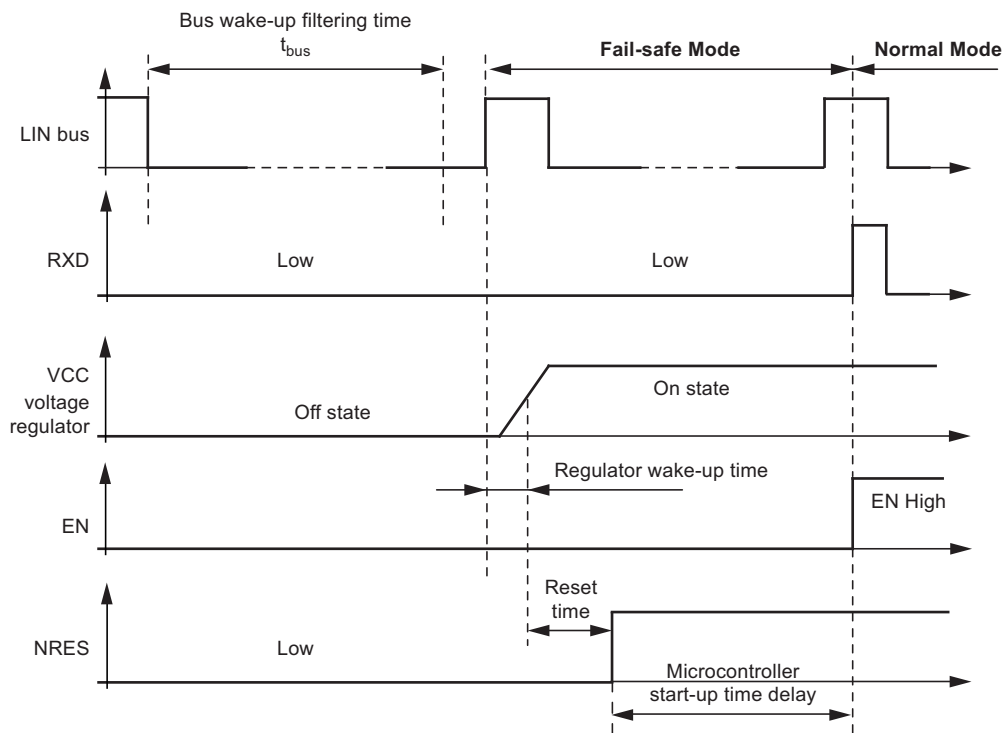 Bus wake-up filtering time
tbus
Fail-safe Mode
Normal Mode
LIN bus
RXD
Low
Low
VCC
voltage
regulator
Off state
On state
Regulator wake-up time
EN
EN High
Reset
time
NRES
Low
Microcontroller
start-up time delay